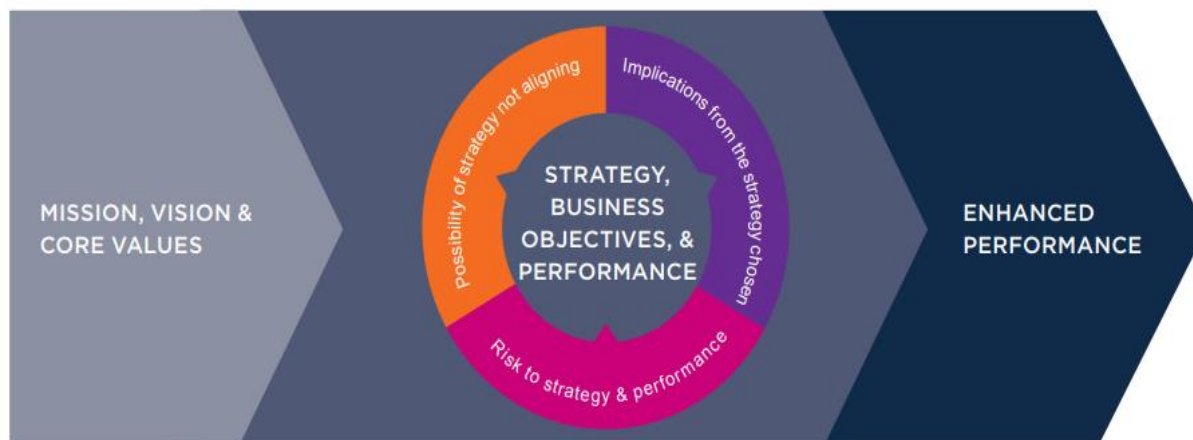 MISSION, VISION &
CORE VALUES
Possibility of strategy not aligning
Implications from the strategy chosen
STRATEGY,
BUSINESS
OBJECTIVES, &
PERFORMANCE
Risk to strategy & performance
ENHANCED
PERFORMANCE